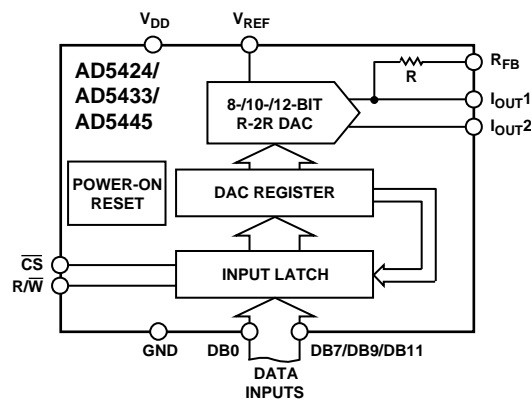 VDD
VREF
AD5424/
AD5433/
AD5445
RFB
R
8-/10-/12-BIT
R-2R DAC
IOUT1
IOUT2
POWER-ON
RESET
DAC REGISTER
CS
R/W
INPUT LATCH
GND
DB0
DB7/DB9/DB11
DATA
INPUTS